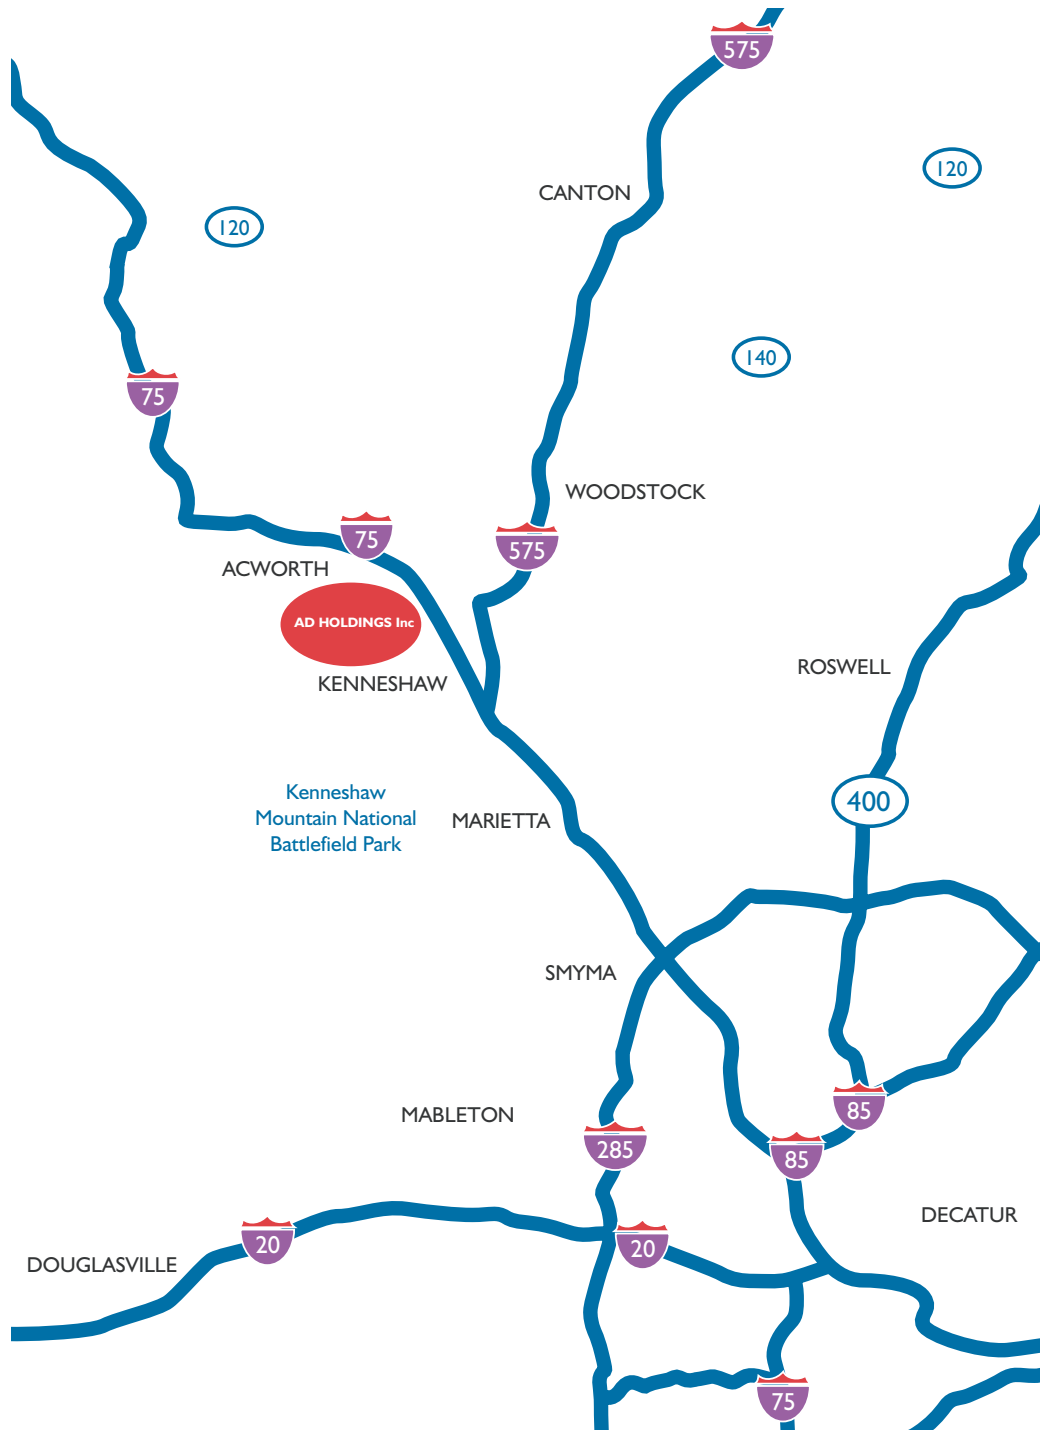 575
120
CANTON
120
140
75
WOODSTOCK
75
575
ACWORTH
AD HOLDINGS Inc
ROSWELL
KENNESHAW
Kenneshaw
Mountain National
Battlefield Park
400
MARIETTA
SMYMA
85
MABLETON
285
85
DECATUR
20
20
DOUGLASVILLE
75